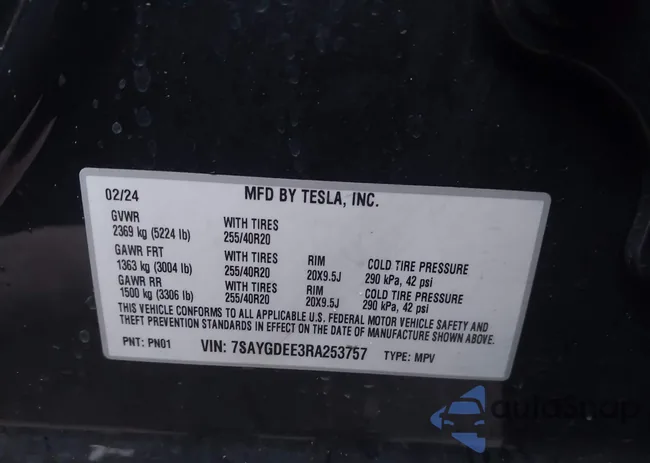 02/24 MFD BY TESLA, INC.
GVWR WITH TIRES
2369 kg (5224 lb) 255/40R20
GAWR FRT WITH TIRES RIM COLD TIRE PRESSURE
1363 kg (3004 lb) 255/40R20 20X9.5J 290 kPa, 42 psi
GAWR RR WITH TIRES RIM COLD TIRE PRESSURE
1500 kg (3306 lb) 255/40R20 20X9.5J 290 kPa, 42 psi
THIS VEHICLE CONFORMS TO ALL APPLICABLE U.S. FEDERAL MOTOR VEHICLE SAFETY AND
THEFT PREVENTION STANDARDS IN EFFECT ON THE DATE OF MANUFACTURE SHOWN ABOVE.
PNT: PN01 VIN: 7SAYGDEE3RA253757 TYPE: MPV
autoSnap